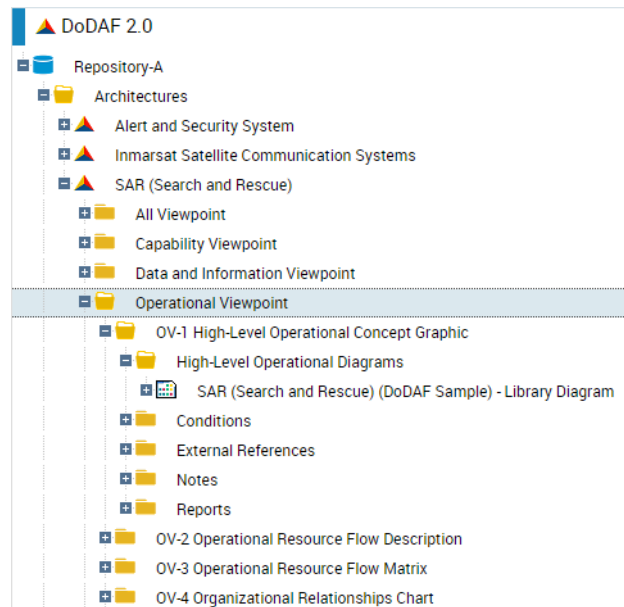 DoDAF 2.0
Repository-A
Architectures
Alert and Security System
Inmarsat Satellite Communication Systems
SAR (Search and Rescue)
All Viewpoint
Capability Viewpoint
Data and Information Viewpoint
Operational Viewpoint
OV-1 High-Level Operational Concept Graphic
High-Level Operational Diagrams
SAR (Search and Rescue) (DoDAF Sample) - Library Diagram
Conditions
External References
Notes
Reports
OV-2 Operational Resource Flow Description
OV-3 Operational Resource Flow Matrix
OV-4 Organizational Relationships Chart